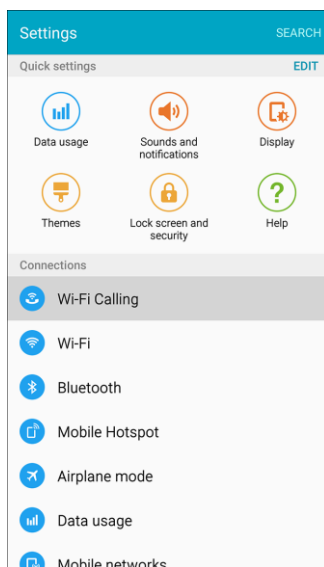 Settings SEARCH
Quick settings EDIT
Data usage Sounds and notifications Display
Themes Lock screen and security Help
Connections
Wi-Fi Calling
Wi-Fi
Bluetooth
Mobile Hotspot
Airplane mode
Data usage
Mobile networks